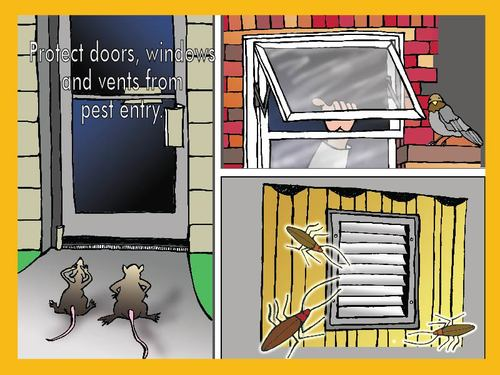 Protect doors, windows
and vents from
pest entry.